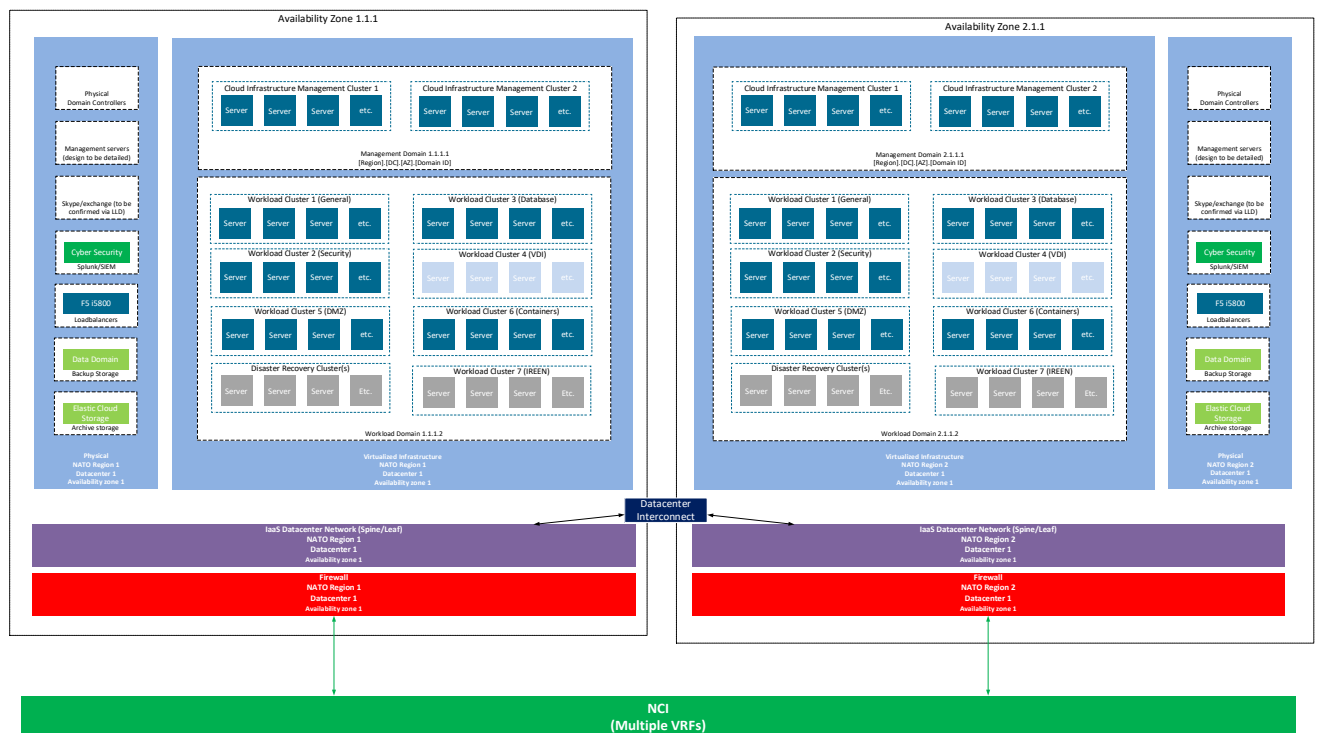 Availability Zone 1.1.1
Physical
Domain Controllers
Management servers
(design to be detailed)
Skype/exchange (to be
confirmed via LLD)
Cyber Security
Splunk/SIEM
F5 i5800
Loadbalancers
Data Domain
Backup Storage
Elastic Cloud
Storage
Archive storage
Physical
NATO Region 1
Datacenter 1
Availability zone 1
Cloud Infrastructure Management Cluster 1
Server Server Server etc.
Cloud Infrastructure Management Cluster 2
Server Server Server etc.
Management Domain 1.1.1.1
[Region].[DC].[AZ].[Domain ID]
Workload Cluster 1 (General)
Server Server Server etc.
Workload Cluster 3 (Database)
Server Server Server etc.
Workload Cluster 2 (Security)
Server Server Server etc.
Workload Cluster 4 (VDI)
Server Server Server etc.
Workload Cluster 5 (DMZ)
Server Server Server etc.
Workload Cluster 6 (Containers)
Server Server Server etc.
Disaster Recovery Cluster(s)
Server Server Server Etc.
Workload Cluster 7 (IREEN)
Server Server Server Etc.
Workload Domain 1.1.1.2
Virtualized Infrastructure
NATO Region 1
Datacenter 1
Availability zone 1
IaaS Datacenter Network (Spine/Leaf)
NATO Region 1
Datacenter 1
Availability zone 1
Firewall
NATO Region 1
Datacenter 1
Availability zone 1
Datacenter
Interconnect
Availability Zone 2.1.1
Cloud Infrastructure Management Cluster 1
Server Server Server etc.
Cloud Infrastructure Management Cluster 2
Server Server Server etc.
Management Domain 2.1.1.1
[Region].[DC].[AZ].[Domain ID]
Workload Cluster 1 (General)
Server Server Server etc.
Workload Cluster 3 (Database)
Server Server Server etc.
Workload Cluster 2 (Security)
Server Server Server etc.
Workload Cluster 4 (VDI)
Server Server Server etc.
Workload Cluster 5 (DMZ)
Server Server Server etc.
Workload Cluster 6 (Containers)
Server Server Server etc.
Disaster Recovery Cluster(s)
Server Server Server Etc.
Workload Cluster 7 (IREEN)
Server Server Server Etc.
Workload Domain 2.1.1.2
Virtualized Infrastructure
NATO Region 2
Datacenter 1
Availability zone 1
Physical
Domain Controllers
Management servers
(design to be detailed)
Skype/exchange (to be
confirmed via LLD)
Cyber Security
Splunk/SIEM
F5 i5800
Loadbalancers
Data Domain
Backup Storage
Elastic Cloud
Storage
Archive storage
Physical
NATO Region 2
Datacenter 1
Availability zone 1
IaaS Datacenter Network (Spine/Leaf)
NATO Region 2
Datacenter 1
Availability zone 1
Firewall
NATO Region 2
Datacenter 1
Availability zone 1
NCI
(Multiple VRFs)